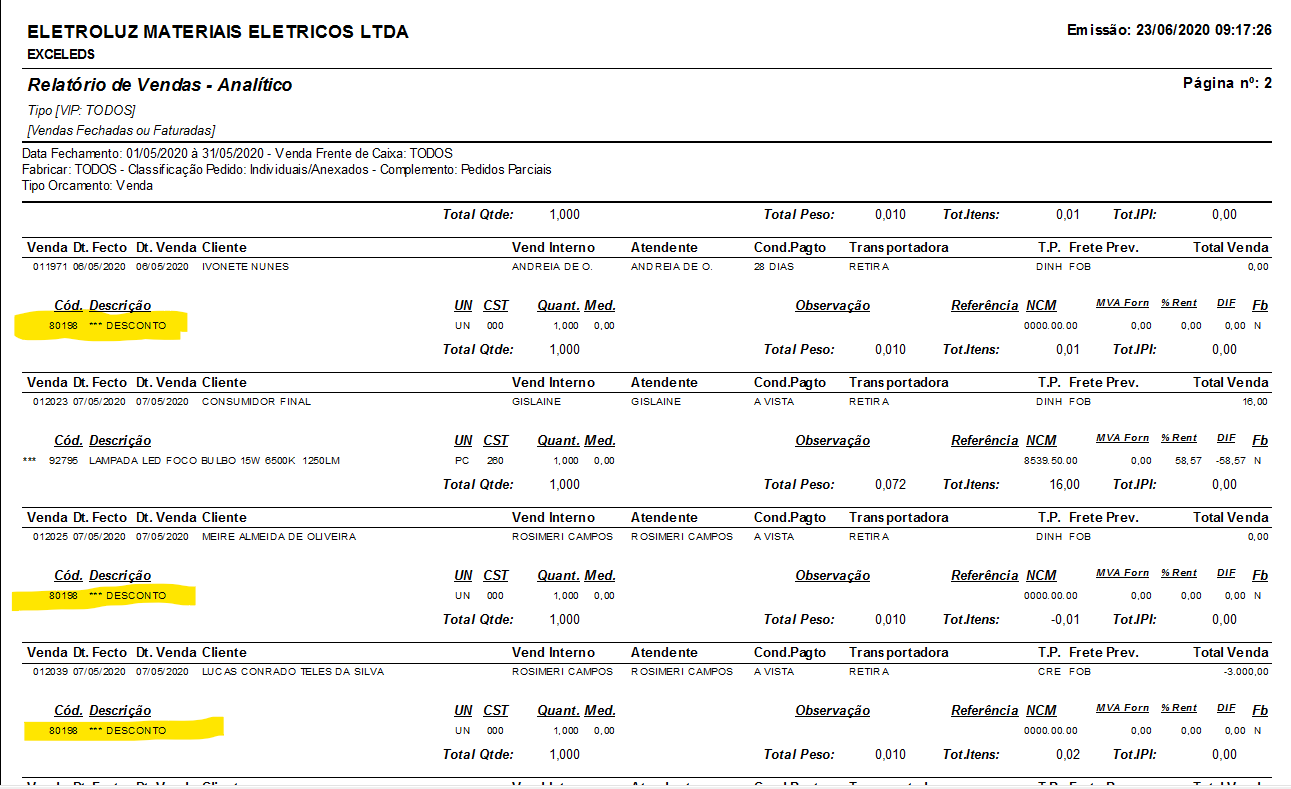 ELETROLUZ MATERIAIS ELETRICOS LTDA Emissão: 23/06/2020 09:17:26
EXCELEDS
Relatório de Vendas - Analítico Página nº: 2
Tipo [VIP: TODOS]
[Vendas Fechadas ou Faturadas]
Data Fechamento: 01/05/2020 à 31/05/2020 - Venda Frente de Caixa: TODOS
Fabricar: TODOS - Classificação Pedido: Individuais/Anexados - Complemento: Pedidos Parciais
Tipo Orcamento: Venda
Total Qtde: 1,000 Total Peso: 0,010 Tot.Itens: 0,01 Tot.IPI: 0,00
Venda Dt. Fecto Dt. Venda Cliente Vend Interno Atendente Cond.Pagto Transportadora T.P. Frete Prev. Total Venda
011971 06/05/2020 06/05/2020 IVONETE NUNES ANDREIA DE O. ANDREIA DE O. 28 DIAS RETIRA DINH FOB 0,00
Cód. Descrição UN CST Quant. Med. Observação Referência NCM MVA Forn % Rent DIF Fb
80198 *** DESCONTO UN 000 1,000 0,00 0000.00.00 0,00 0,00 0,00 N
Total Qtde: 1,000 Total Peso: 0,010 Tot.Itens: 0,01 Tot.IPI: 0,00
Venda Dt. Fecto Dt. Venda Cliente Vend Interno Atendente Cond.Pagto Transportadora T.P. Frete Prev. Total Venda
012023 07/05/2020 07/05/2020 CONSUMIDOR FINAL GISLAINE GISLAINE A VISTA RETIRA DINH FOB 16,00
Cód. Descrição UN CST Quant. Med. Observação Referência NCM MVA Forn % Rent DIF Fb
*** 92795 LAMPADA LED FOCO BULBO 15W 6500K 1250LM PC 260 1,000 0,00 8539.50.00 0,00 58,57 -58,57 N
Total Qtde: 1,000 Total Peso: 0,072 Tot.Itens: 16,00 Tot.IPI: 0,00
Venda Dt. Fecto Dt. Venda Cliente Vend Interno Atendente Cond.Pagto Transportadora T.P. Frete Prev. Total Venda
012025 07/05/2020 07/05/2020 MEIRE ALMEIDA DE OLIVEIRA ROSIMERI CAMPOS ROSIMERI CAMPOS A VISTA RETIRA DINH FOB 0,00
Cód. Descrição UN CST Quant. Med. Observação Referência NCM MVA Forn % Rent DIF Fb
80198 *** DESCONTO UN 000 1,000 0,00 0000.00.00 0,00 0,00 0,00 N
Total Qtde: 1,000 Total Peso: 0,010 Tot.Itens: -0,01 Tot.IPI: 0,00
Venda Dt. Fecto Dt. Venda Cliente Vend Interno Atendente Cond.Pagto Transportadora T.P. Frete Prev. Total Venda
012039 07/05/2020 07/05/2020 LUCAS CONRADO TELES DA SILVA ROSIMERI CAMPOS ROSIMERI CAMPOS A VISTA RETIRA CRE FOB -3.000,00
Cód. Descrição UN CST Quant. Med. Observação Referência NCM MVA Forn % Rent DIF Fb
80198 *** DESCONTO UN 000 1,000 0,00 0000.00.00 0,00 0,00 0,00 N
Total Qtde: 1,000 Total Peso: 0,010 Tot.Itens: 0,02 Tot.IPI: 0,00